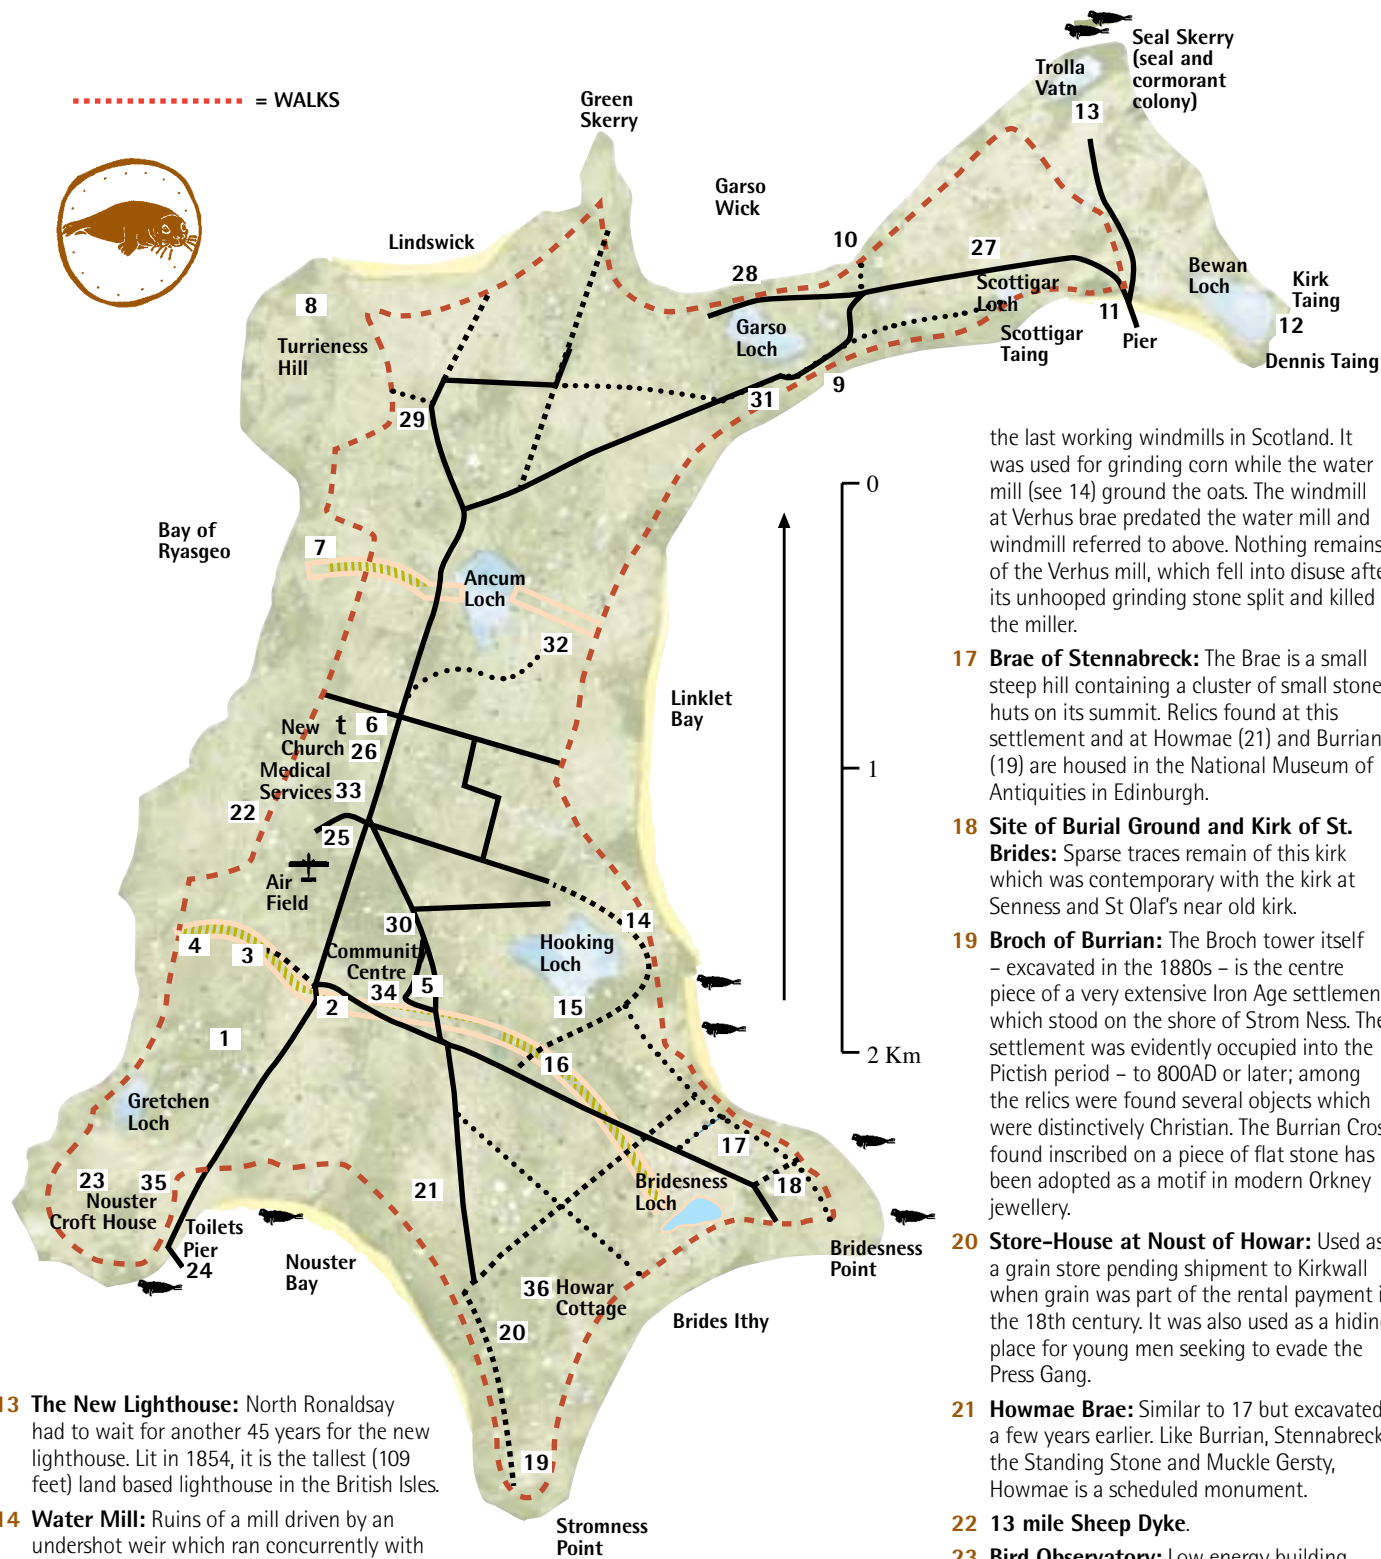 = WALKS
Green
Skerry
Seal Skerry
(seal and
cormorant
colony)
Trolla
Vatn
13
Garso
Wick
Lindswick
10
27
28
Bewan
Loch
Kirk
Taing
8
Scottigar
Loch
11
12
Garso
Loch
Scottigar
Taing
Pier
Dennis Taing
Turrieness
Hill
9
31
29
0
Bay of
Ryasgeo
7
Ancum
Loch
32
Linklet
Bay
New
Church
t
6
26
1
Medical
Services
33
22
25
Air
Field
30
14
4
3
Community
Centre
34
5
Hooking
Loch
2
15
1
16
2 Km
Gretchen
Loch
17
23
35
21
Bridesness
Loch
18
Nouster
Croft House
Toilets
Pier
24
Nouster
Bay
Bridesness
Point
36
Howar
Cottage
Brides Ithy
20
19
Stromness
Point
13 The New Lighthouse: North Ronaldsay
had to wait for another 45 years for the new
lighthouse. Lit in 1854, it is the tallest (109
feet) land based lighthouse in the British Isles.
14 Water Mill: Ruins of a mill driven by an
undershot weir which ran concurrently with
the last working windmills in Scotland. It
was used for grinding corn while the water
mill (see 14) ground the oats. The windmill
at Verhus brae predated the water mill and
windmill referred to above. Nothing remains
of the Verhus mill, which fell into disuse afte
its unhooped grinding stone split and killed
the miller.
17 Brae of Stennabreck: The Brae is a small
steep hill containing a cluster of small stone
huts on its summit. Relics found at this
settlement and at Howmae (21) and Burrian
(19) are housed in the National Museum of
Antiquities in Edinburgh.
18 Site of Burial Ground and Kirk of St.
Brides: Sparse traces remain of this kirk
which was contemporary with the kirk at
Senness and St Olaf's near old kirk.
19 Broch of Burrian: The Broch tower itself
– excavated in the 1880s – is the centre
piece of a very extensive Iron Age settlemen
which stood on the shore of Strom Ness. The
settlement was evidently occupied into the
Pictish period – to 800AD or later; among
the relics were found several objects which
were distinctively Christian. The Burrian Cros
found inscribed on a piece of flat stone has
been adopted as a motif in modern Orkney
jewellery.
20 Store-House at Noust of Howar: Used as
a grain store pending shipment to Kirkwall
when grain was part of the rental payment i
the 18th century. It was also used as a hidin
place for young men seeking to evade the
Press Gang.
21 Howmae Brae: Similar to 17 but excavated
a few years earlier. Like Burrian, Stennabreck
the Standing Stone and Muckle Gersty,
Howmae is a scheduled monument.
22 13 mile Sheep Dyke.
23 Bird Observatory: Low energy building